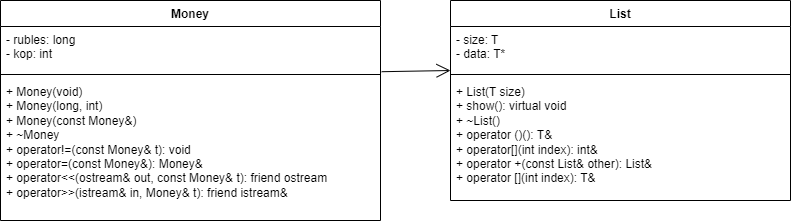 Money
- rubles: long
- kop: int
+ Money(void)
+ Money(long, int)
+ Money(const Money&)
+ ~Money
+ operator!=(const Money& t): void
+ operator=(const Money&): Money&
+ operator<<(ostream& out, const Money& t): friend ostream
+ operator>>(istream& in, Money& t): friend istream&
List
- size: T
- data: T*
+ List(T size)
+ show(): virtual void
+ ~List()
+ operator ()(): T&
+ operator[](int index): int&
+ operator +(const List& other): List&
+ operator [](int index): T&